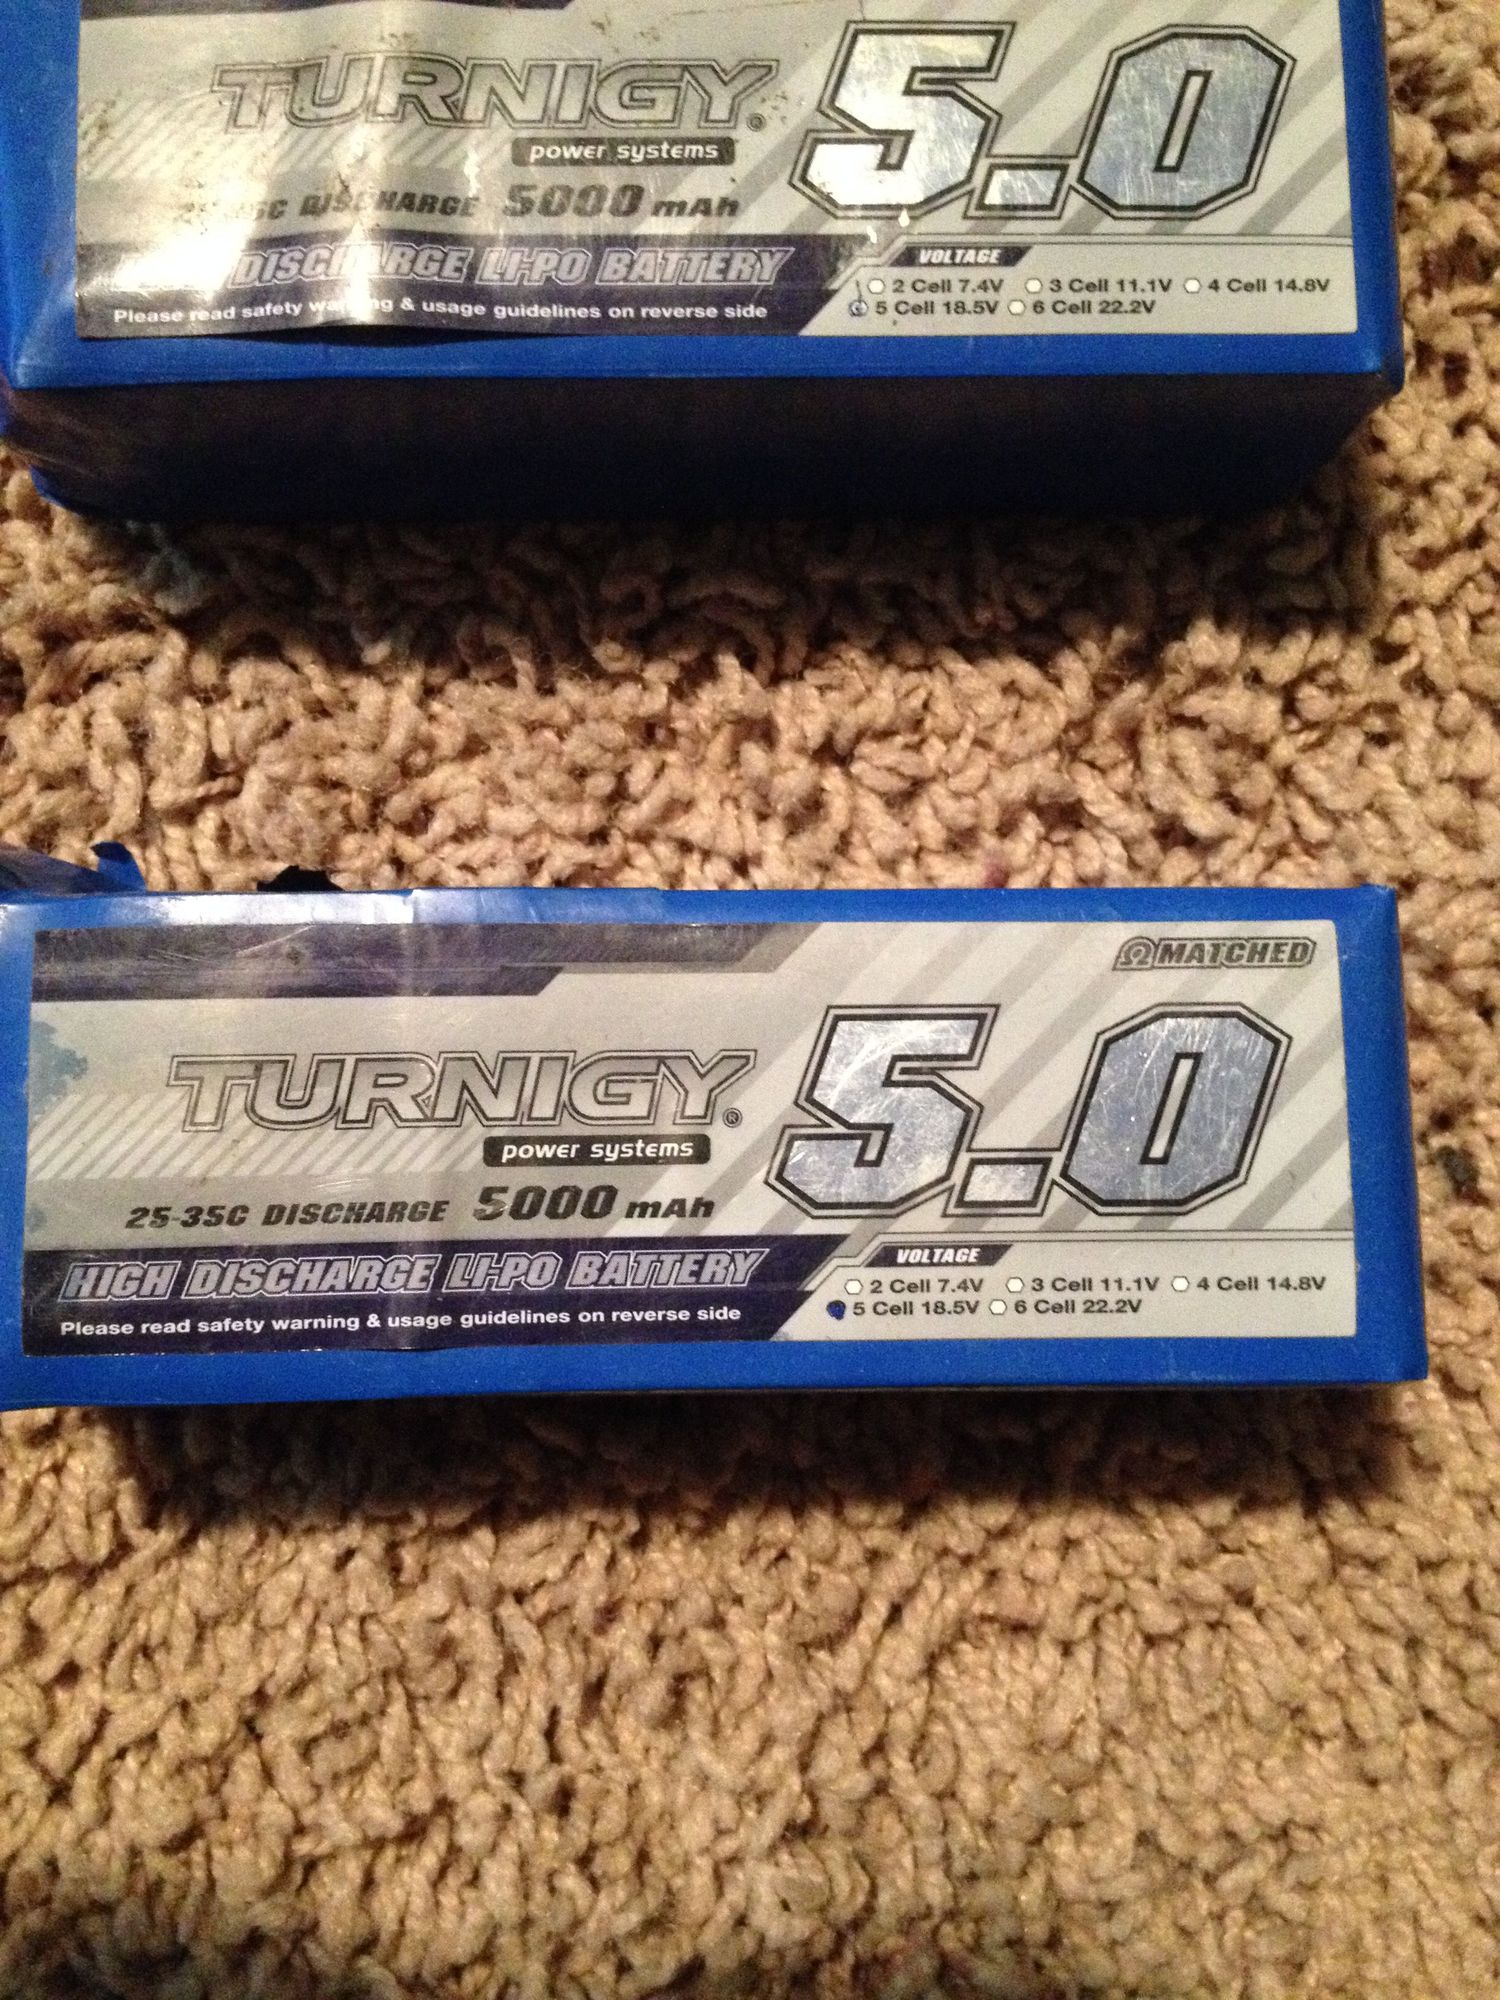 TURNIGY®
5.0
power systems
DISCHARGE 5000 mAh
DISCHARGE LI-PO BATTERY
Please read safety warning & usage guidelines on reverse side
VOLTAGE
2 Cell 7.4V 3 Cell 11.1V 4 Cell 14.8V
5 Cell 18.5V 6 Cell 22.2V
Ω MATCHED
TURNIGY®
5.0
power systems
25-35C DISCHARGE 5000 mAh
HIGH DISCHARGE LI-PO BATTERY
Please read safety warning & usage guidelines on reverse side
VOLTAGE
2 Cell 7.4V 3 Cell 11.1V 4 Cell 14.8V
5 Cell 18.5V 6 Cell 22.2V